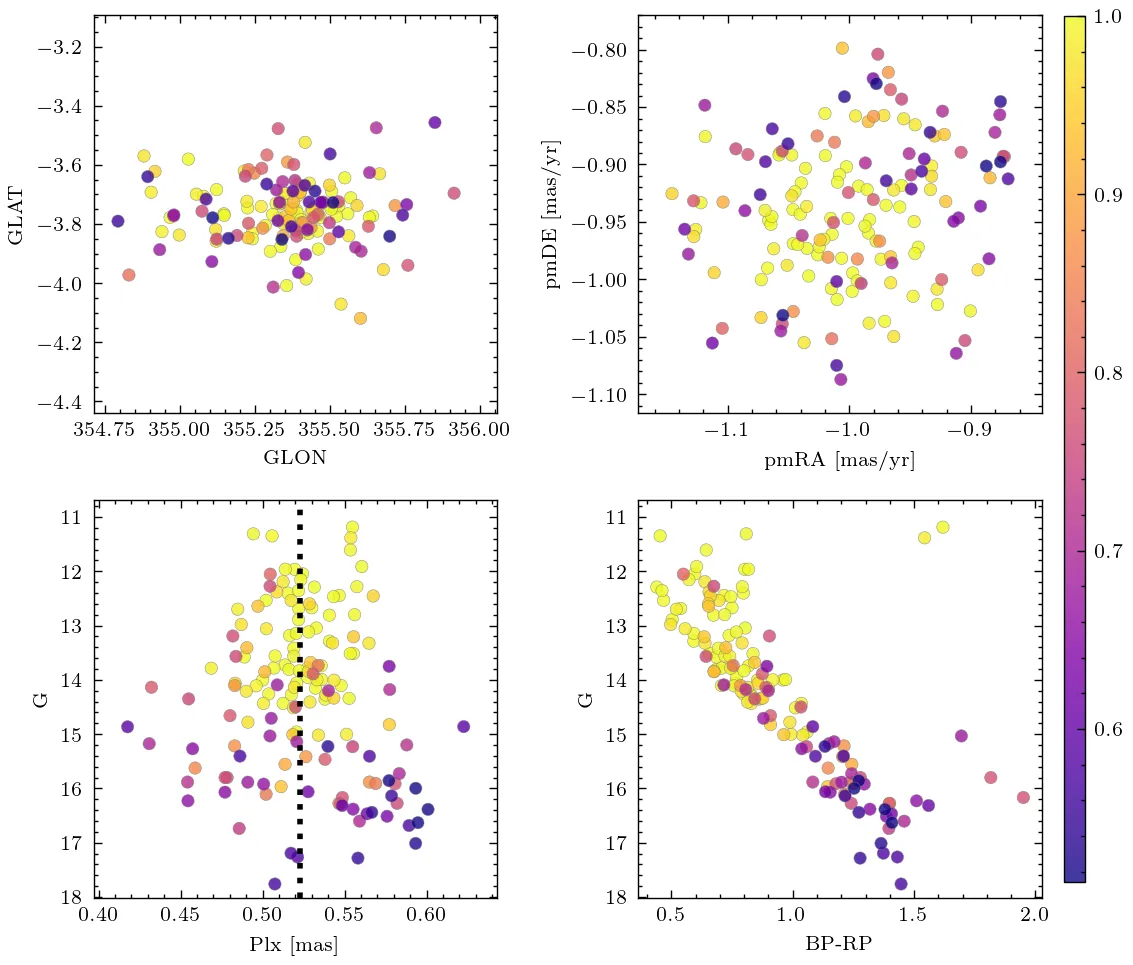 −3.2
−3.4
−3.6
−3.8
−4.0
−4.2
−4.4
GLAT
354.75 355.00 355.25 355.50 355.75 356.00
GLON
−0.80
−0.85
−0.90
−0.95
−1.00
−1.05
−1.10
pmDE [mas/yr]
−1.1 −1.0 −0.9
pmRA [mas/yr]
11
12
13
14
15
16
17
18
G
0.40 0.45 0.50 0.55 0.60
Plx [mas]
11
12
13
14
15
16
17
18
G
0.5 1.0 1.5 2.0
BP-RP
1.0
0.9
0.8
0.7
0.6